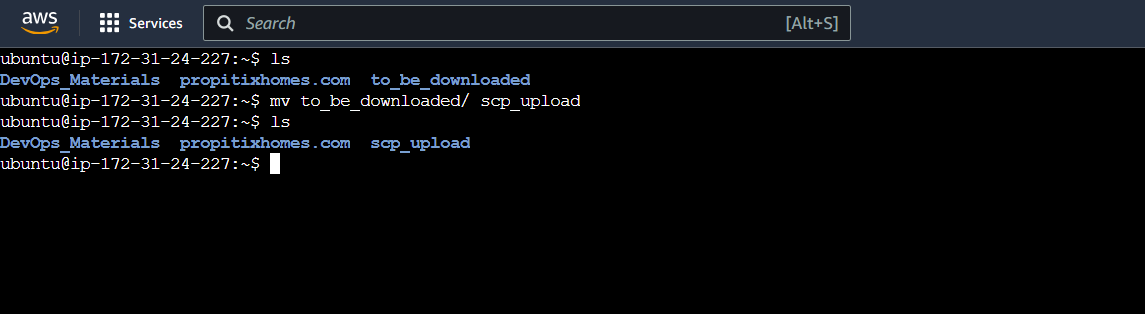 aws Services Search [Alt+S]
ubuntu@ip-172-31-24-227:~$ ls
DevOps_Materials  propitixhomes.com  to_be_downloaded
ubuntu@ip-172-31-24-227:~$ mv to_be_downloaded/ scp_upload
ubuntu@ip-172-31-24-227:~$ ls
DevOps_Materials  propitixhomes.com  scp_upload
ubuntu@ip-172-31-24-227:~$